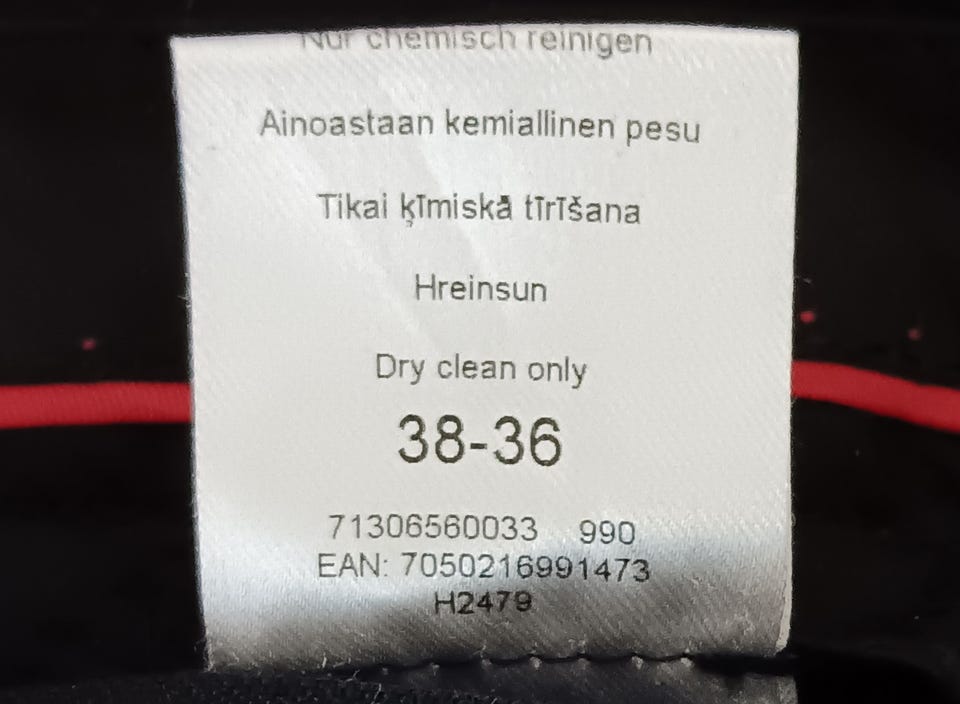 Nur chemisch reinigen
Ainoastaan kemiallinen pesu
Tikai ķīmiskā tīrīšana
Hreinsun
Dry clean only
38-36
71306560033 990
EAN: 7050216991473
H2479